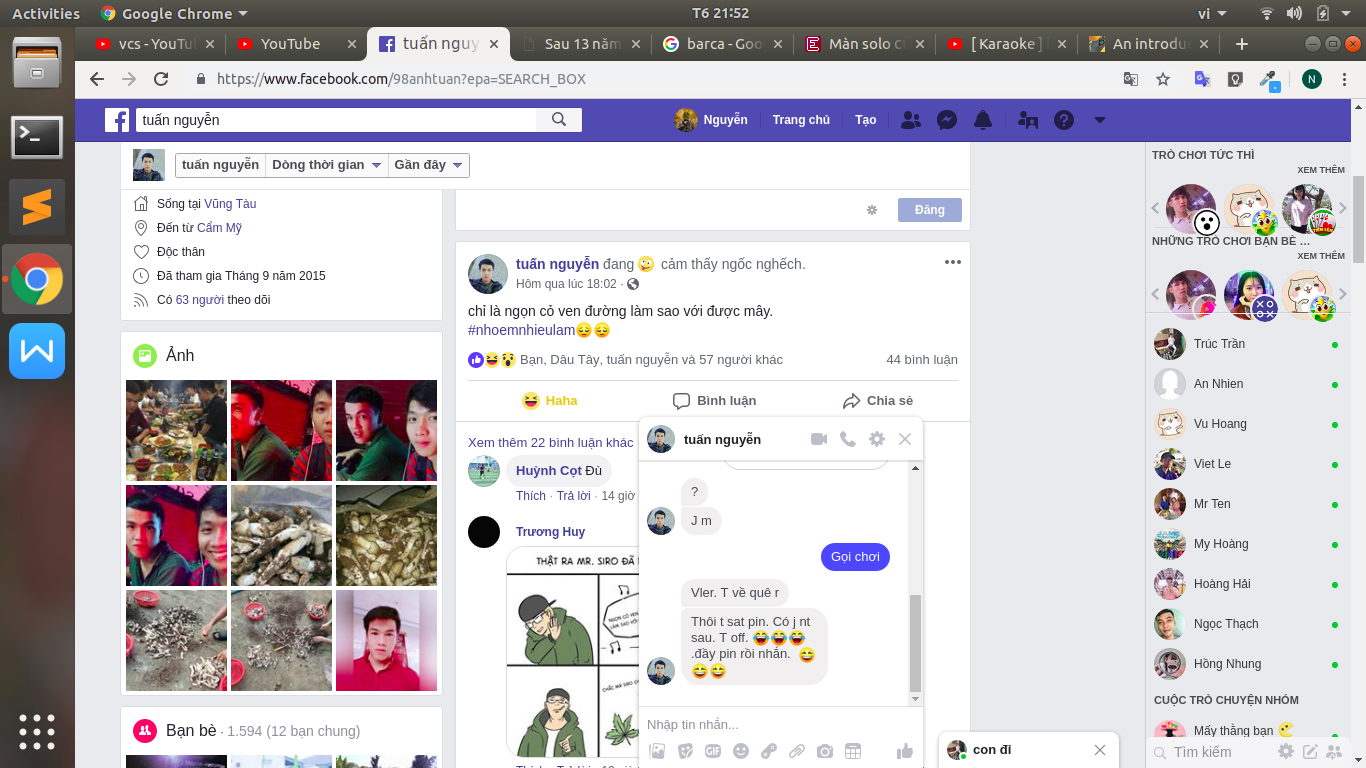 Activities
Google Chrome
T6 21:52
vi
vcs - YouTu
YouTube
tuấn nguy
Sau 13 năm
barca - Goo
Màn solo c
[ Karaoke ]
An introdu
https://www.facebook.com/98anhtuan?epa=SEARCH_BOX
N
tuấn nguyễn
Nguyễn
Trang chủ
Tạo
tuấn nguyễn
Dòng thời gian
Gần đây
Sống tại Vũng Tàu
Đến từ Cẩm Mỹ
Độc thân
Đã tham gia Tháng 9 năm 2015
Có 63 người theo dõi
Ảnh
Bạn bè · 1.594 (12 bạn chung)
Đăng
tuấn nguyễn đang cảm thấy ngốc nghếch.
Hôm qua lúc 18:02 ·
chỉ là ngọn cỏ ven đường làm sao với được mây.
#nhoemnhieulam
Bạn, Dâu Tây, tuấn nguyễn và 57 người khác
44 bình luận
Haha
Bình luận
Chia sẻ
Xem thêm 22 bình luận khác
Huỳnh Cọt Đù
Thích · Trả lời · 14 giờ
Trương Huy
THẬT RA MR. SIRO ĐÃ
NGỌN CỎ VEN
tuấn nguyễn
?
J m
Gọi chơi
Vler. T về quê r
Thôi t sat pin. Có j nt
sau. T off.
.đầy pin rồi nhắn.
Nhập tin nhắn...
GIF
con đĩ
TRÒ CHƠI TỨC THÌ
XEM THÊM
NHỮNG TRÒ CHƠI BẠN BÈ ...
XEM THÊM
Trúc Trần
An Nhien
Vu Hoang
Viet Le
Mr Ten
My Hoàng
Hoàng Hải
Ngọc Thạch
Hồng Nhung
CUỘC TRÒ CHUYỆN NHÓM
Mấy thằng bạn
Tìm kiếm